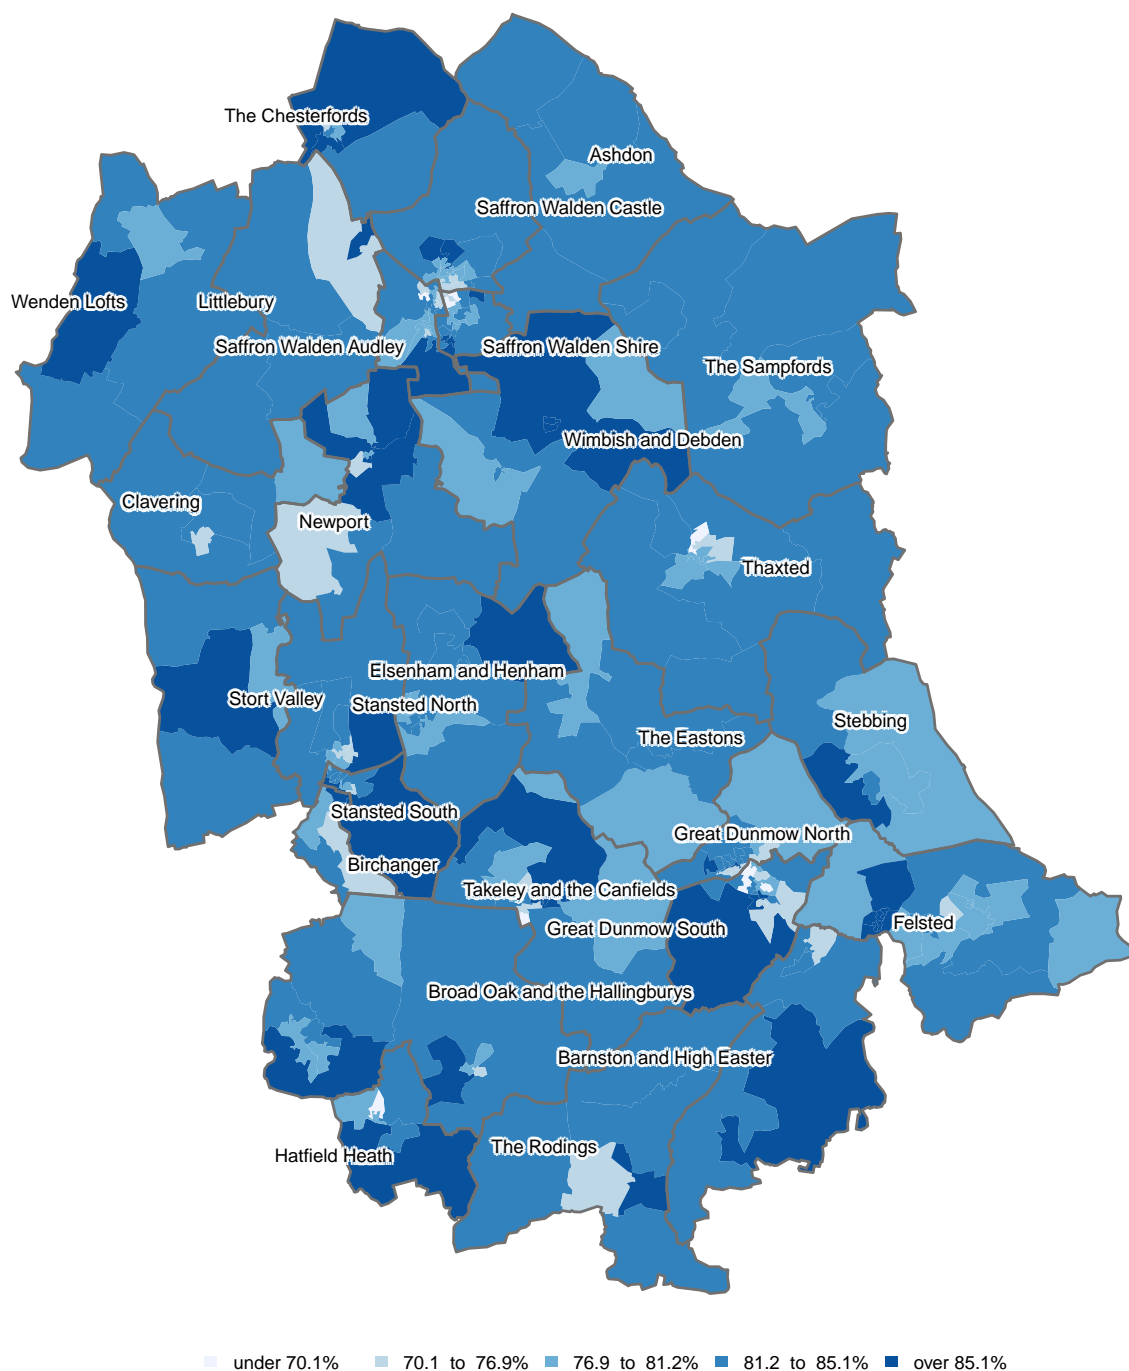 The Chesterfords
Ashdon
Saffron Walden Castle
Wenden Lofts
Littlebury
Saffron Walden Audley
Saffron Walden Shire
The Sampfords
Wimbish and Debden
Clavering
Newport
Thaxted
Elsenham and Henham
Stort Valley
Stansted North
Stebbing
The Eastons
Stansted South
Great Dunmow North
Birchanger
Takeley and the Canfields
Felsted
Great Dunmow South
Broad Oak and the Hallingburys
Barnston and High Easter
The Rodings
Hatfield Heath
under 70.1% 70.1 to 76.9% 76.9 to 81.2% 81.2 to 85.1% over 85.1%